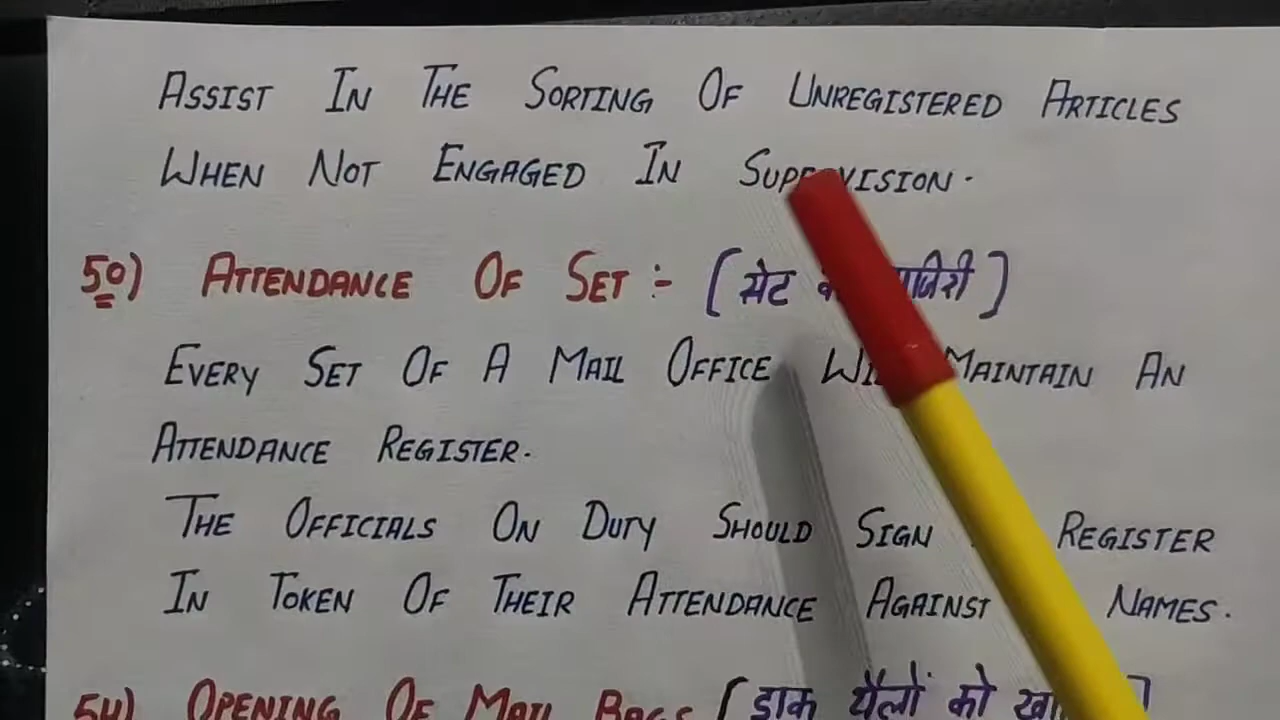 ASSIST IN THE SORTING OF UNREGISTERED ARTICLES
WHEN NOT ENGAGED IN SUPERVISION.
50) ATTENDANCE OF SET :- [सेट
EVERY SET OF A MAIL OFFICE WILL MAINTAIN AN
ATTENDANCE REGISTER.
THE OFFICIALS ON DUTY SHOULD SIGN REGISTER
IN TOKEN OF THEIR ATTENDANCE AGAINST NAMES.
54) OPENING OF MAIL BAGS [डाक थैलों को